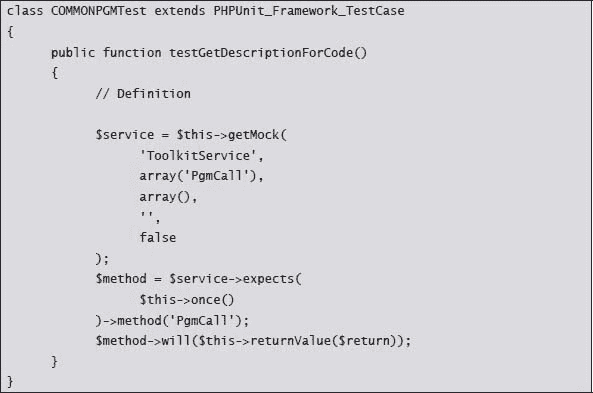 class COMMONPGMTest extends PHPUnit_Framework_TestCase
{
public function testGetDescriptionForCode()
{
// Definition
$service = $this->getMock(
'ToolkitService',
array('PgmCall'),
array(),
'',
false
);
$method = $service->expects(
$this->once()
)->method('PgmCall');
$method->will($this->returnValue($return));
}
}